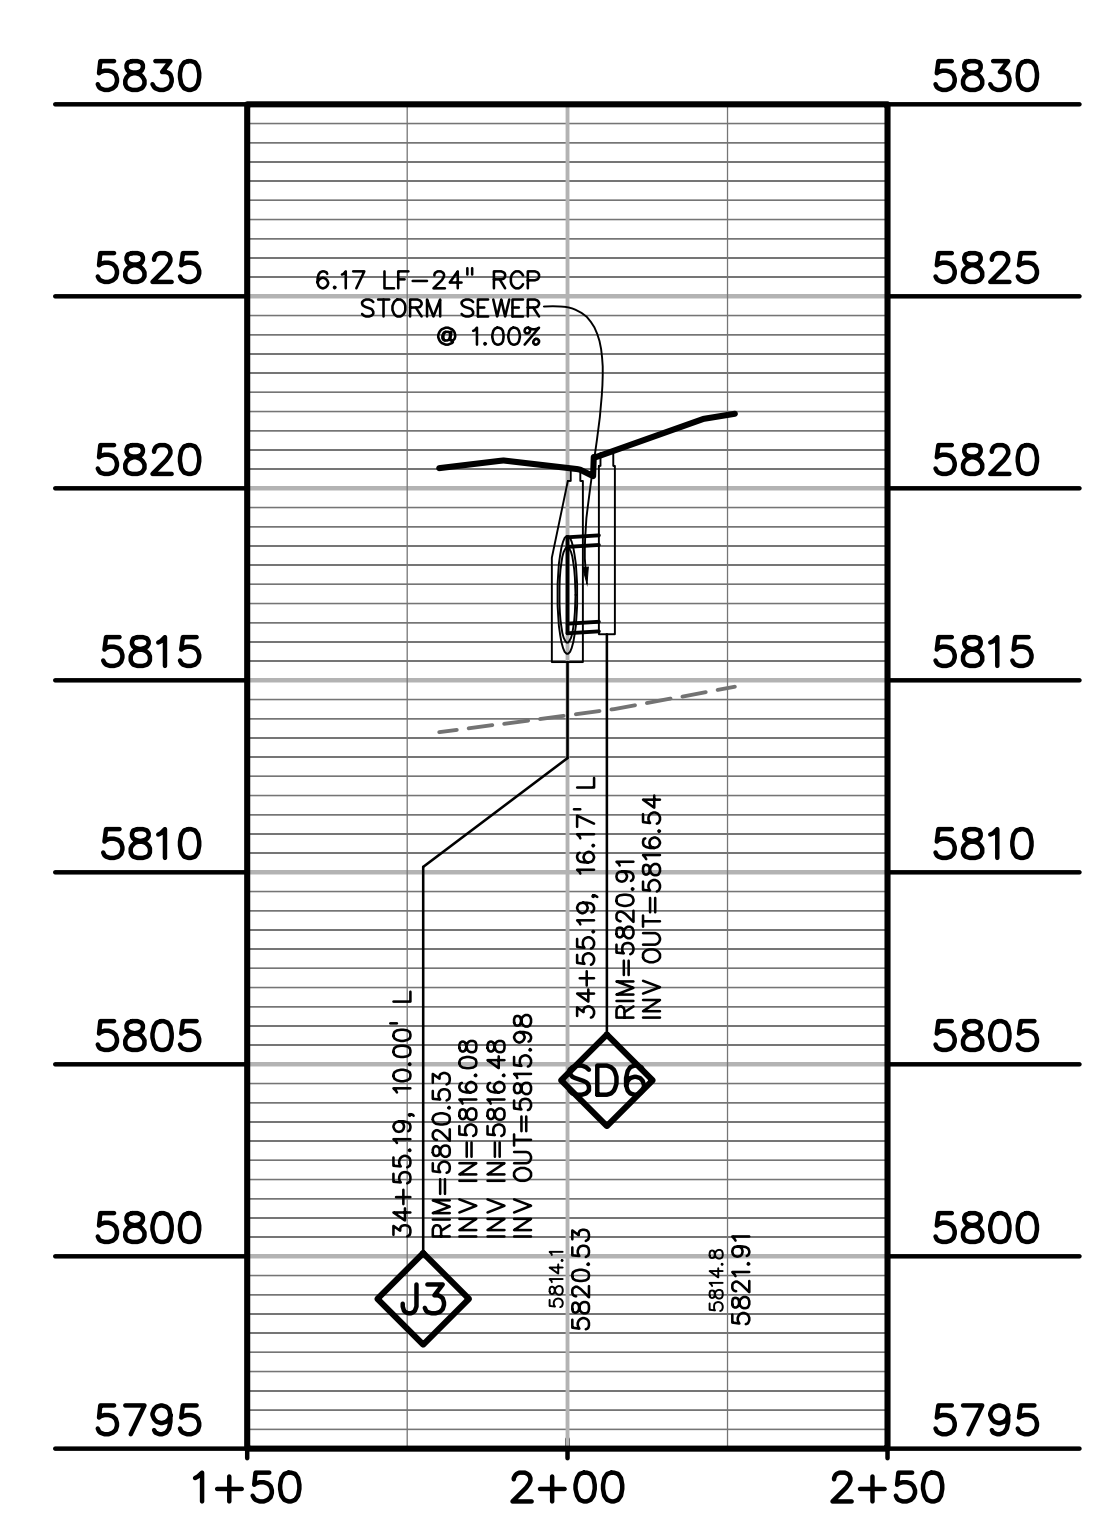 5830
5830
5825
5825
6.17 LF-24" RCP
STORM SEWER
@ 1.00%
5820
5820
5815
5815
5810
5810
34+55.19, 16.17' L
RIM=5820.91
INV OUT=5816.54
SD6
5805
5805
34+55.19, 10.00' L
RIM=5820.53
INV IN=5816.08
INV IN=5816.48
INV OUT=5815.98
J3
5800
5800
5814.1
5820.53
5814.8
5821.91
5795
5795
1+50
2+00
2+50